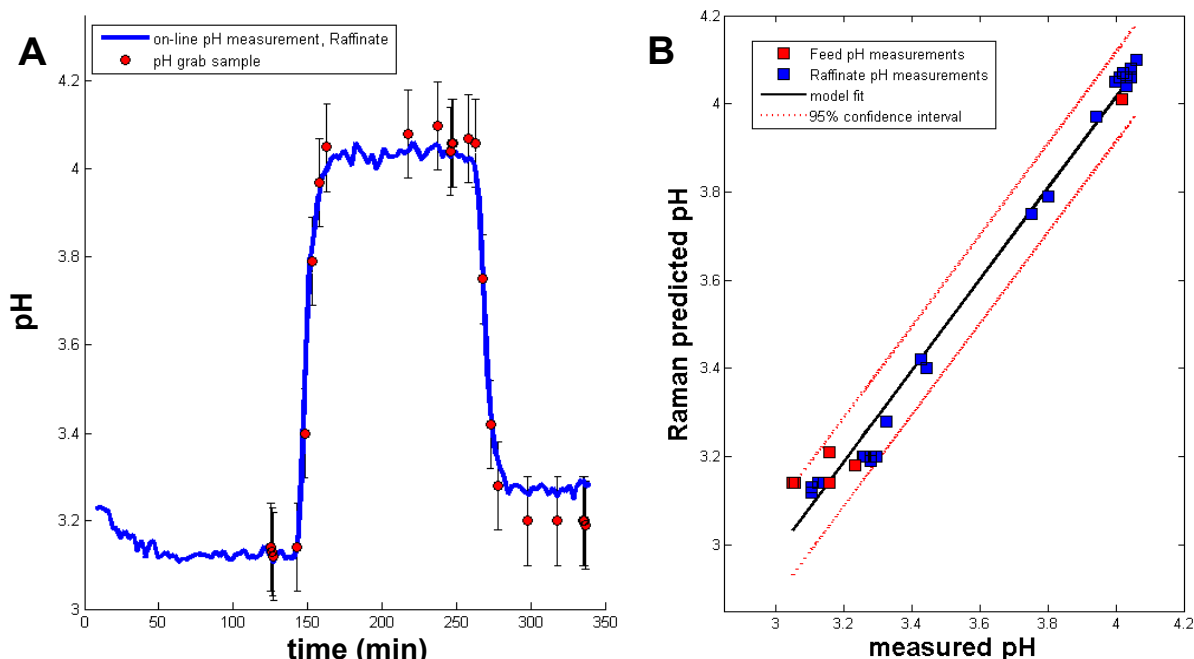 A
on-line pH measurement, Raffinate
pH grab sample
4.2
4
3.8
3.6
3.4
3.2
3
pH
0
50
100
150
200
250
300
350
time (min)
B
Feed pH measurements
Raffinate pH measurements
model fit
95% confidence interval
4.2
4
3.8
3.6
3.4
3.2
3
Raman predicted pH
3
3.2
3.4
3.6
3.8
4
4.2
measured pH